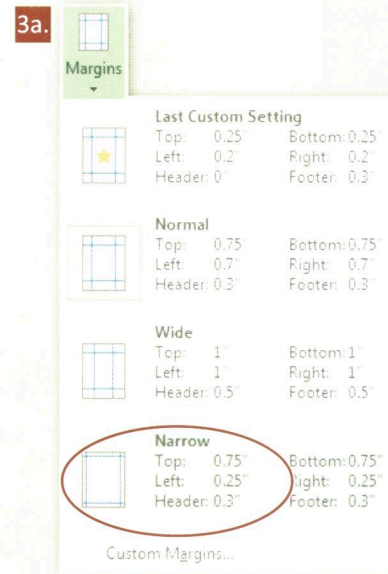 3a.
Margins
Last Custom Setting
Top: 0.25" Bottom: 0.25
Left: 0.2" Right: 0.2"
Header: 0" Footer: 0.3"
Normal
Top: 0.75" Bottom: 0.75"
Left: 0.7" Right: 0.7"
Header: 0.3" Footer: 0.3"
Wide
Top: 1" Bottom: 1"
Left: 1" Right: 1"
Header: 0.5" Footer: 0.5"
Narrow
Top: 0.75" Bottom: 0.75"
Left: 0.25" Right: 0.25"
Header: 0.3" Footer: 0.3"
Custom Margins...